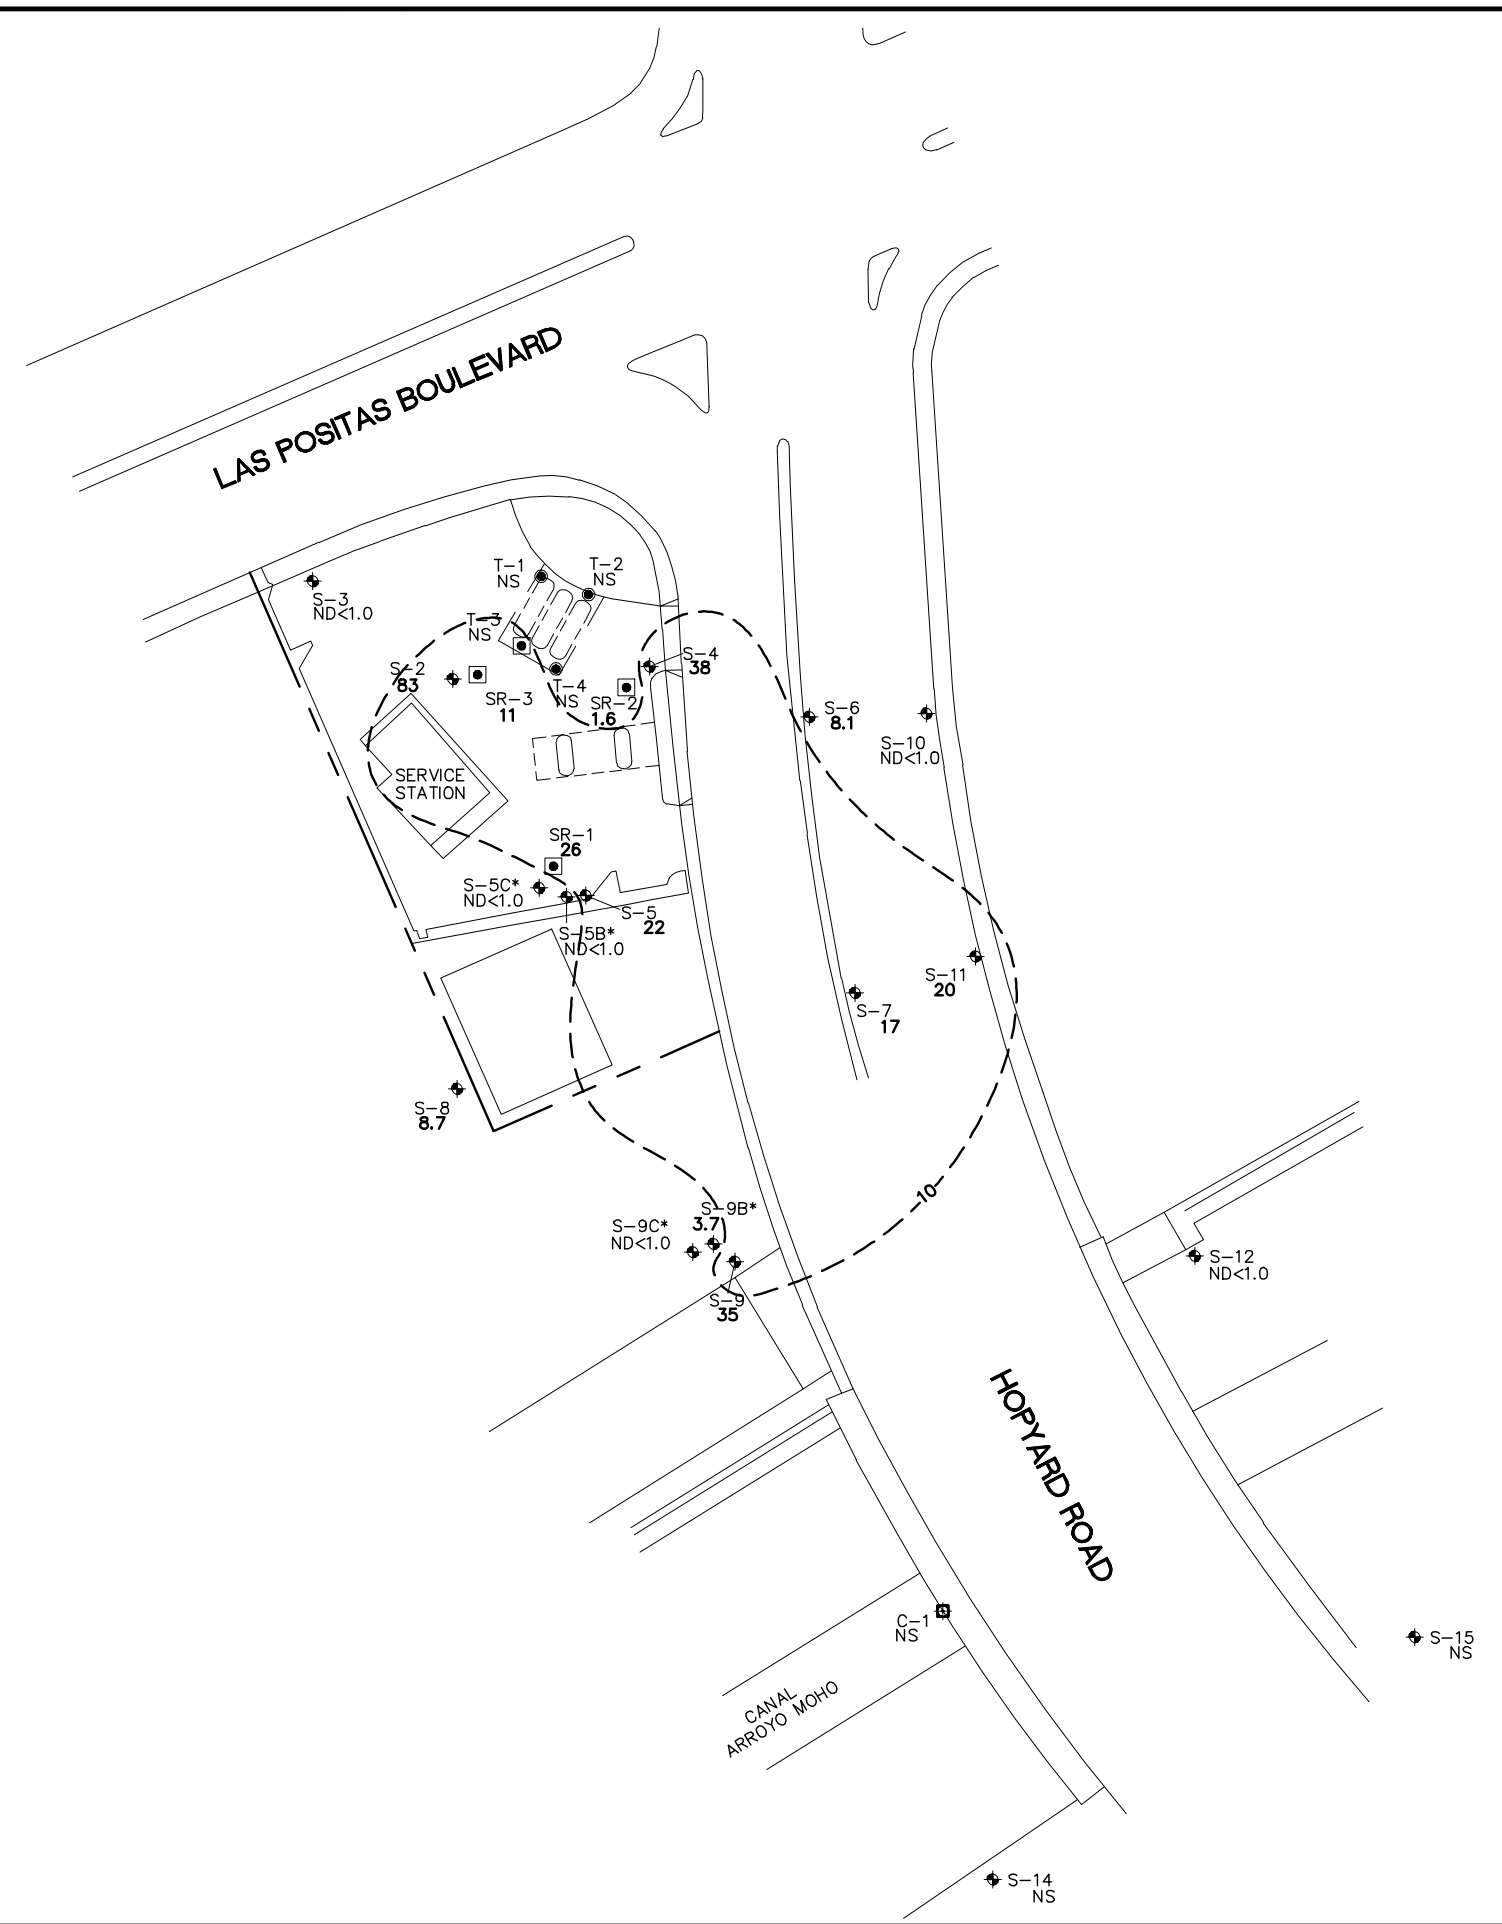 LAS POSITAS BOULEVARD
T-1
NS
T-2
NS
S-3
ND<1.0
T-3
NS
S-2
83
S-4
38
T-4
NS
SR-3
11
SR-2
1.6
S-6
8.1
S-10
ND<1.0
SERVICE
STATION
SR-1
26
S-5C*
ND<1.0
S-5
22
S-5B*
ND<1.0
S-11
20
S-7
17
S-8
8.7
10
S-9B*
3.7
S-9C*
ND<1.0
S-12
ND<1.0
S-9
35
HOPYARD ROAD
C-1
NS
S-15
NS
CANAL
ARROYO MOHO
S-14
NS